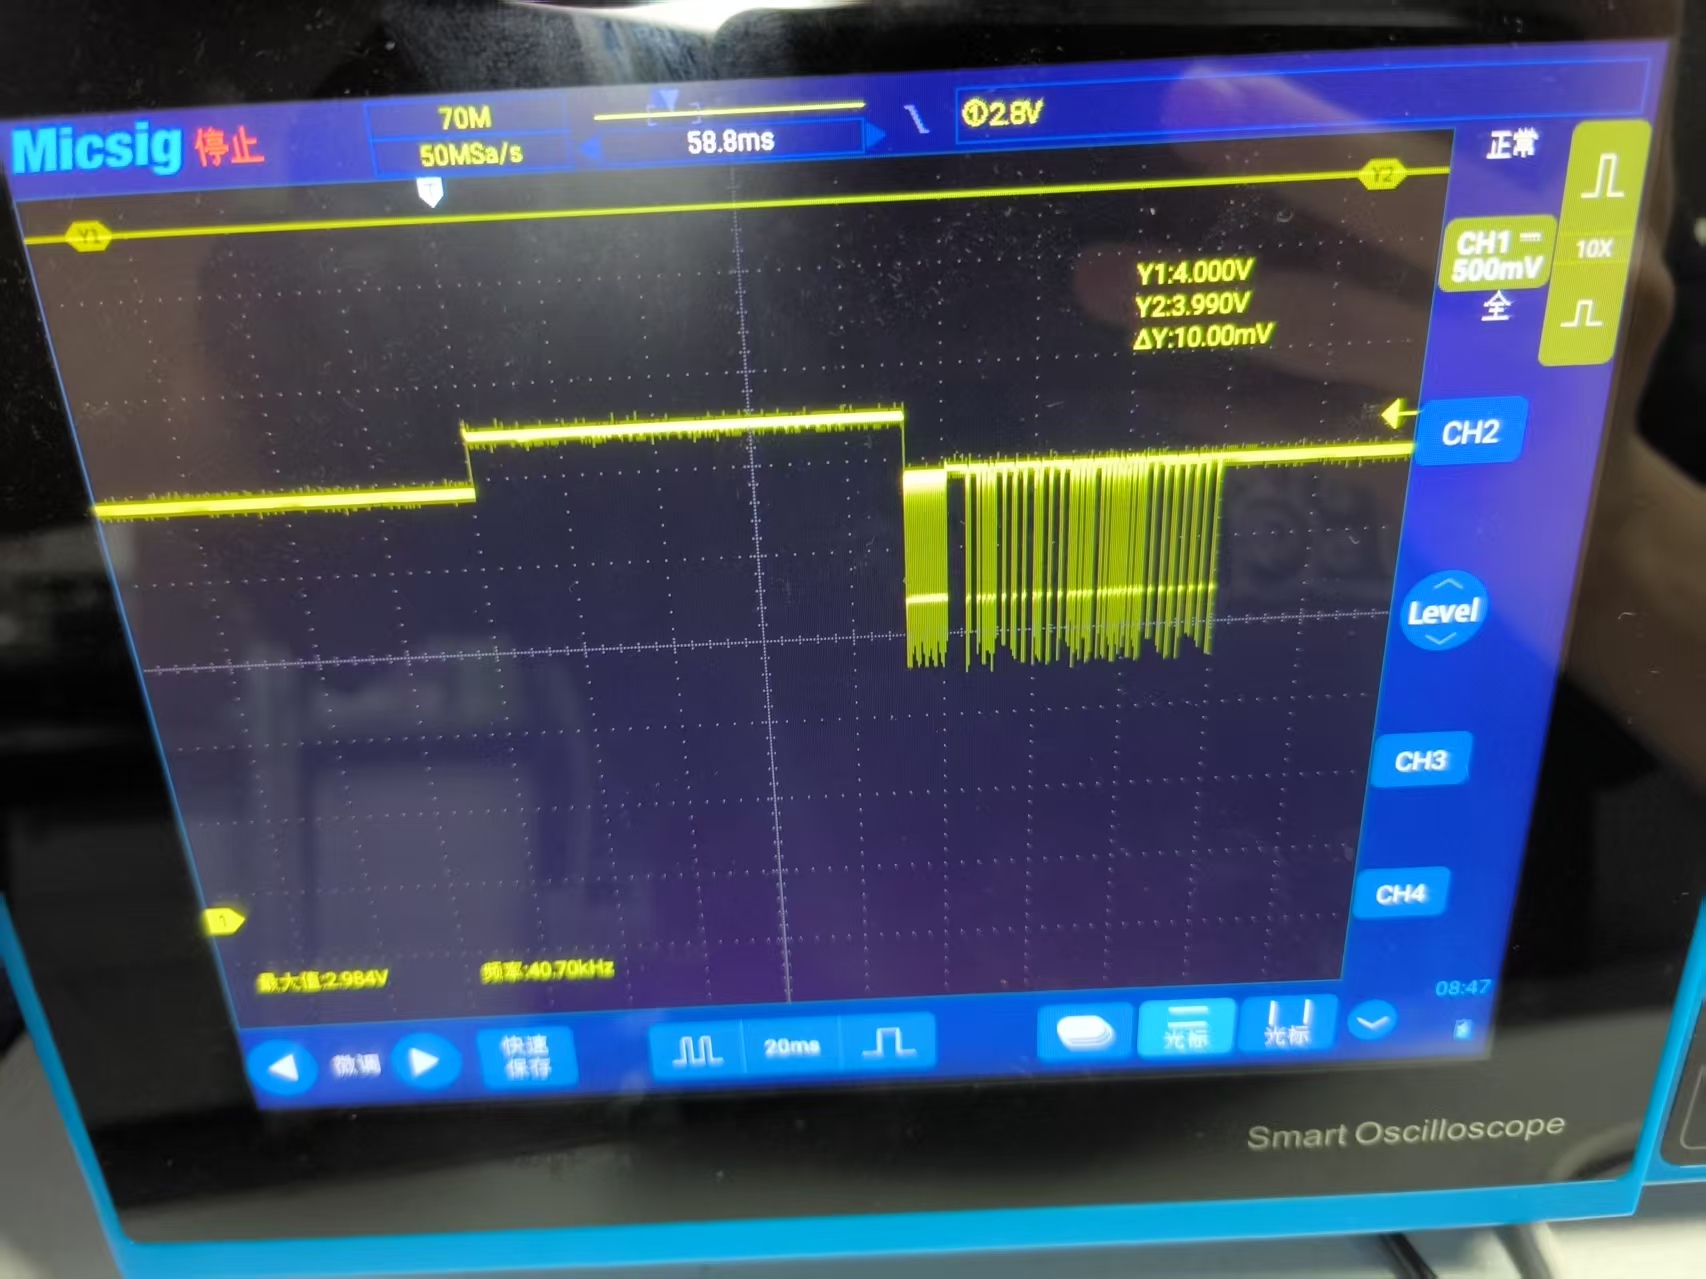 Micsig 停止
70M
50MSa/s
58.8ms
①2.8V
正常
T
Y1
Y2
Y1:4.000V
Y2:3.990V
ΔY:10.00mV
CH1
500mV
全
10X
CH2
Level
CH3
CH4
1
最大值:2.984V
频率:40.70kHz
08:47
微调
快速
保存
20ms
光标
光标
Smart Oscilloscope